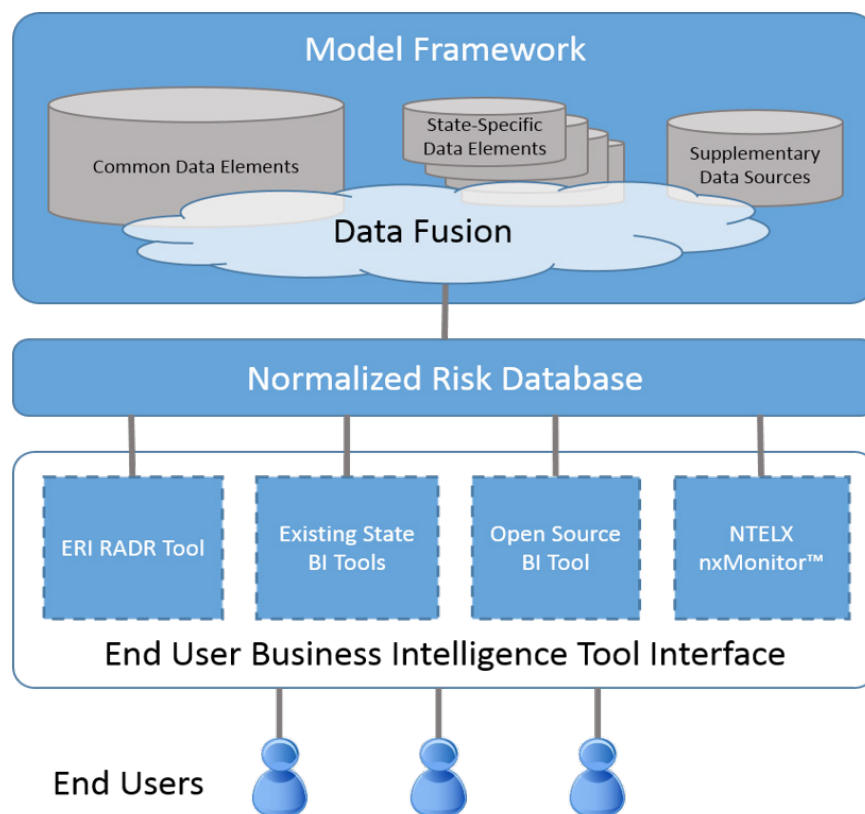 Model Framework
Common Data Elements
State-Specific
Data Elements
Supplementary
Data Sources
Data Fusion
Normalized Risk Database
ERI RADR Tool
Existing State
BI Tools
Open Source
BI Tool
NTELX
nxMonitor™
End User Business Intelligence Tool Interface
End Users